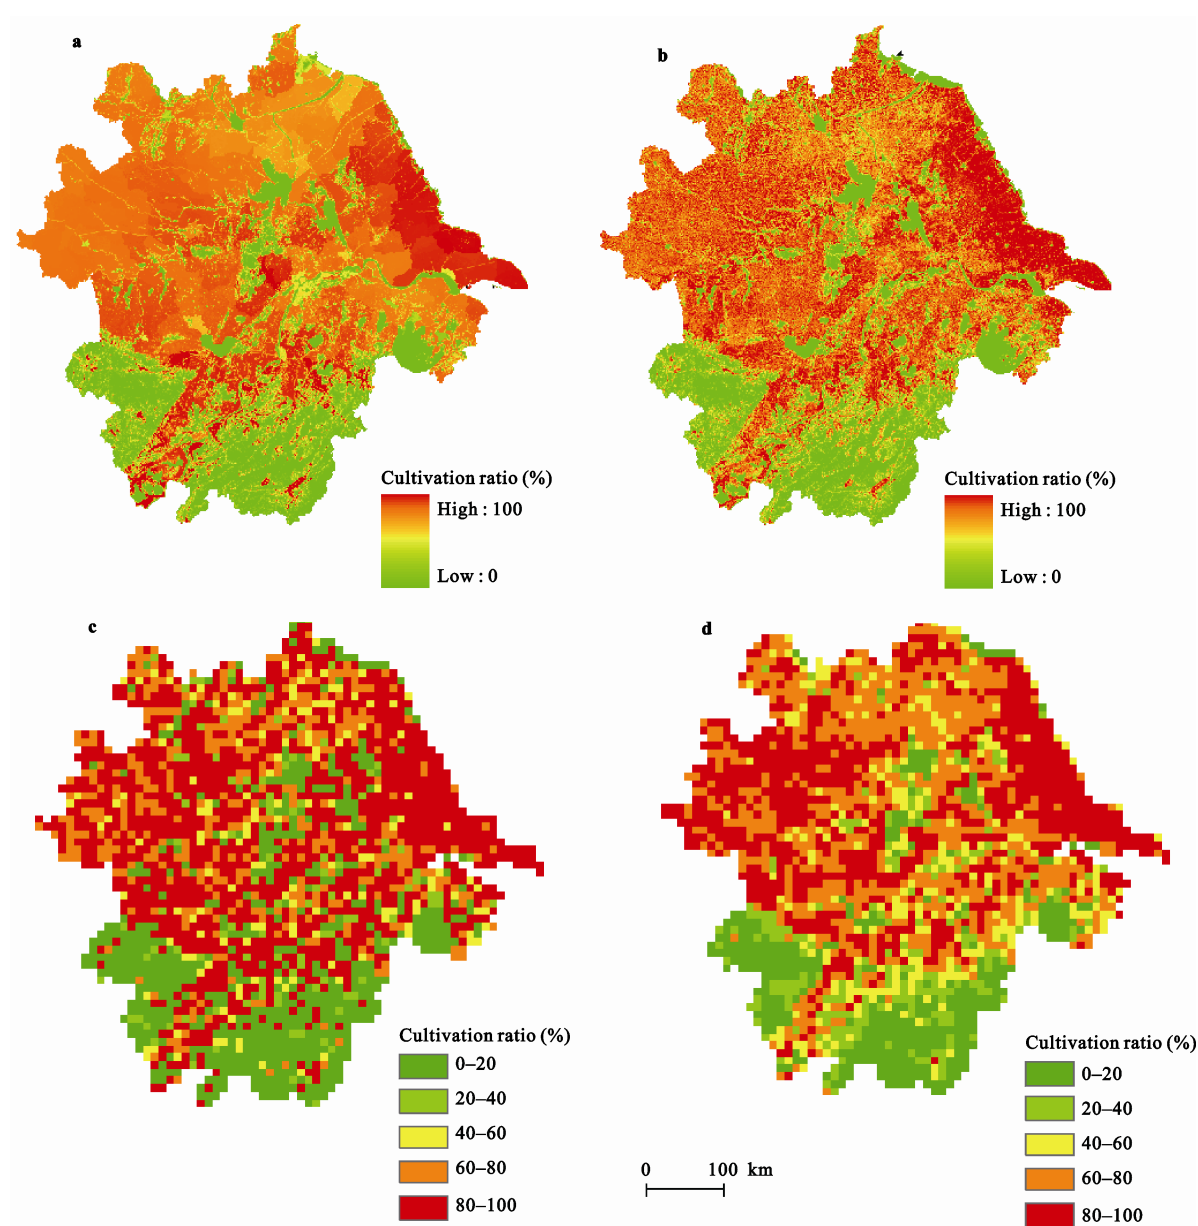 a
b
Cultivation ratio (%)
High : 100
Low : 0
Cultivation ratio (%)
High : 100
Low : 0
c
d
Cultivation ratio (%)
0–20
20–40
40–60
60–80
80–100
Cultivation ratio (%)
0–20
20–40
40–60
60–80
80–100
0 100 km